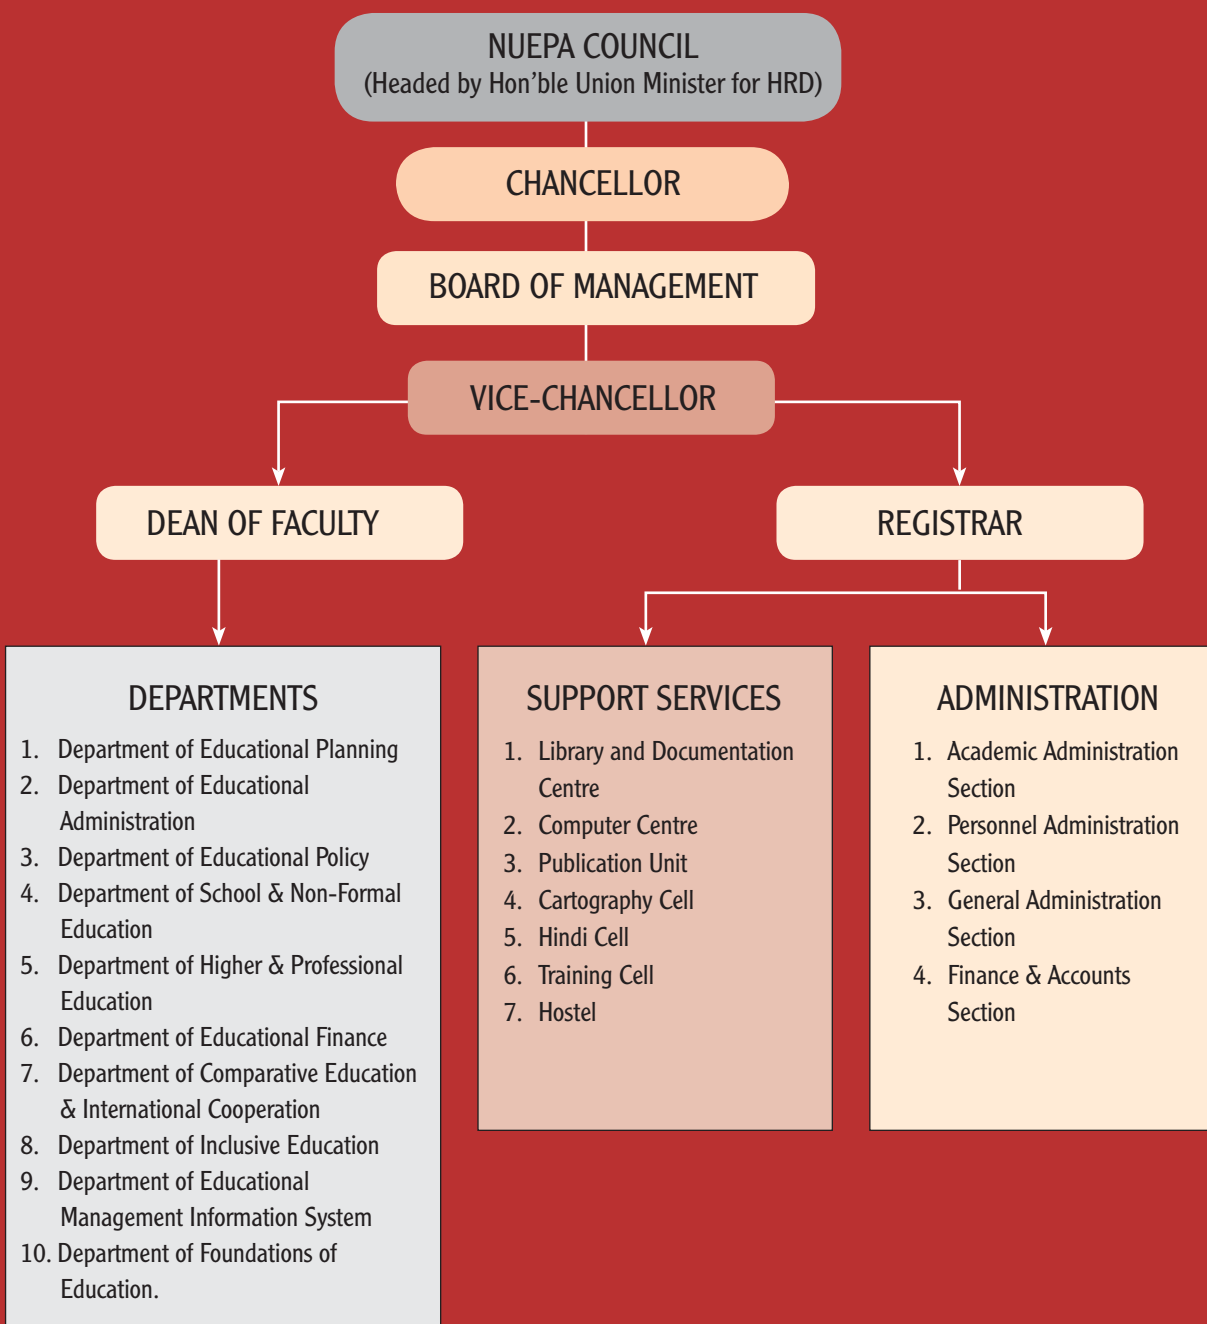 NUEPA COUNCIL
(Headed by Hon’ble Union Minister for HRD)
CHANCELLOR
BOARD OF MANAGEMENT
VICE-CHANCELLOR
DEAN OF FACULTY
REGISTRAR
DEPARTMENTS
1. Department of Educational Planning
2. Department of Educational
Administration
3. Department of Educational Policy
4. Department of School & Non-Formal
Education
5. Department of Higher & Professional
Education
6. Department of Educational Finance
7. Department of Comparative Education
& International Cooperation
8. Department of Inclusive Education
9. Department of Educational
Management Information System
10. Department of Foundations of
Education.
SUPPORT SERVICES
1. Library and Documentation
Centre
2. Computer Centre
3. Publication Unit
4. Cartography Cell
5. Hindi Cell
6. Training Cell
7. Hostel
ADMINISTRATION
1. Academic Administration
Section
2. Personnel Administration
Section
3. General Administration
Section
4. Finance & Accounts
Section